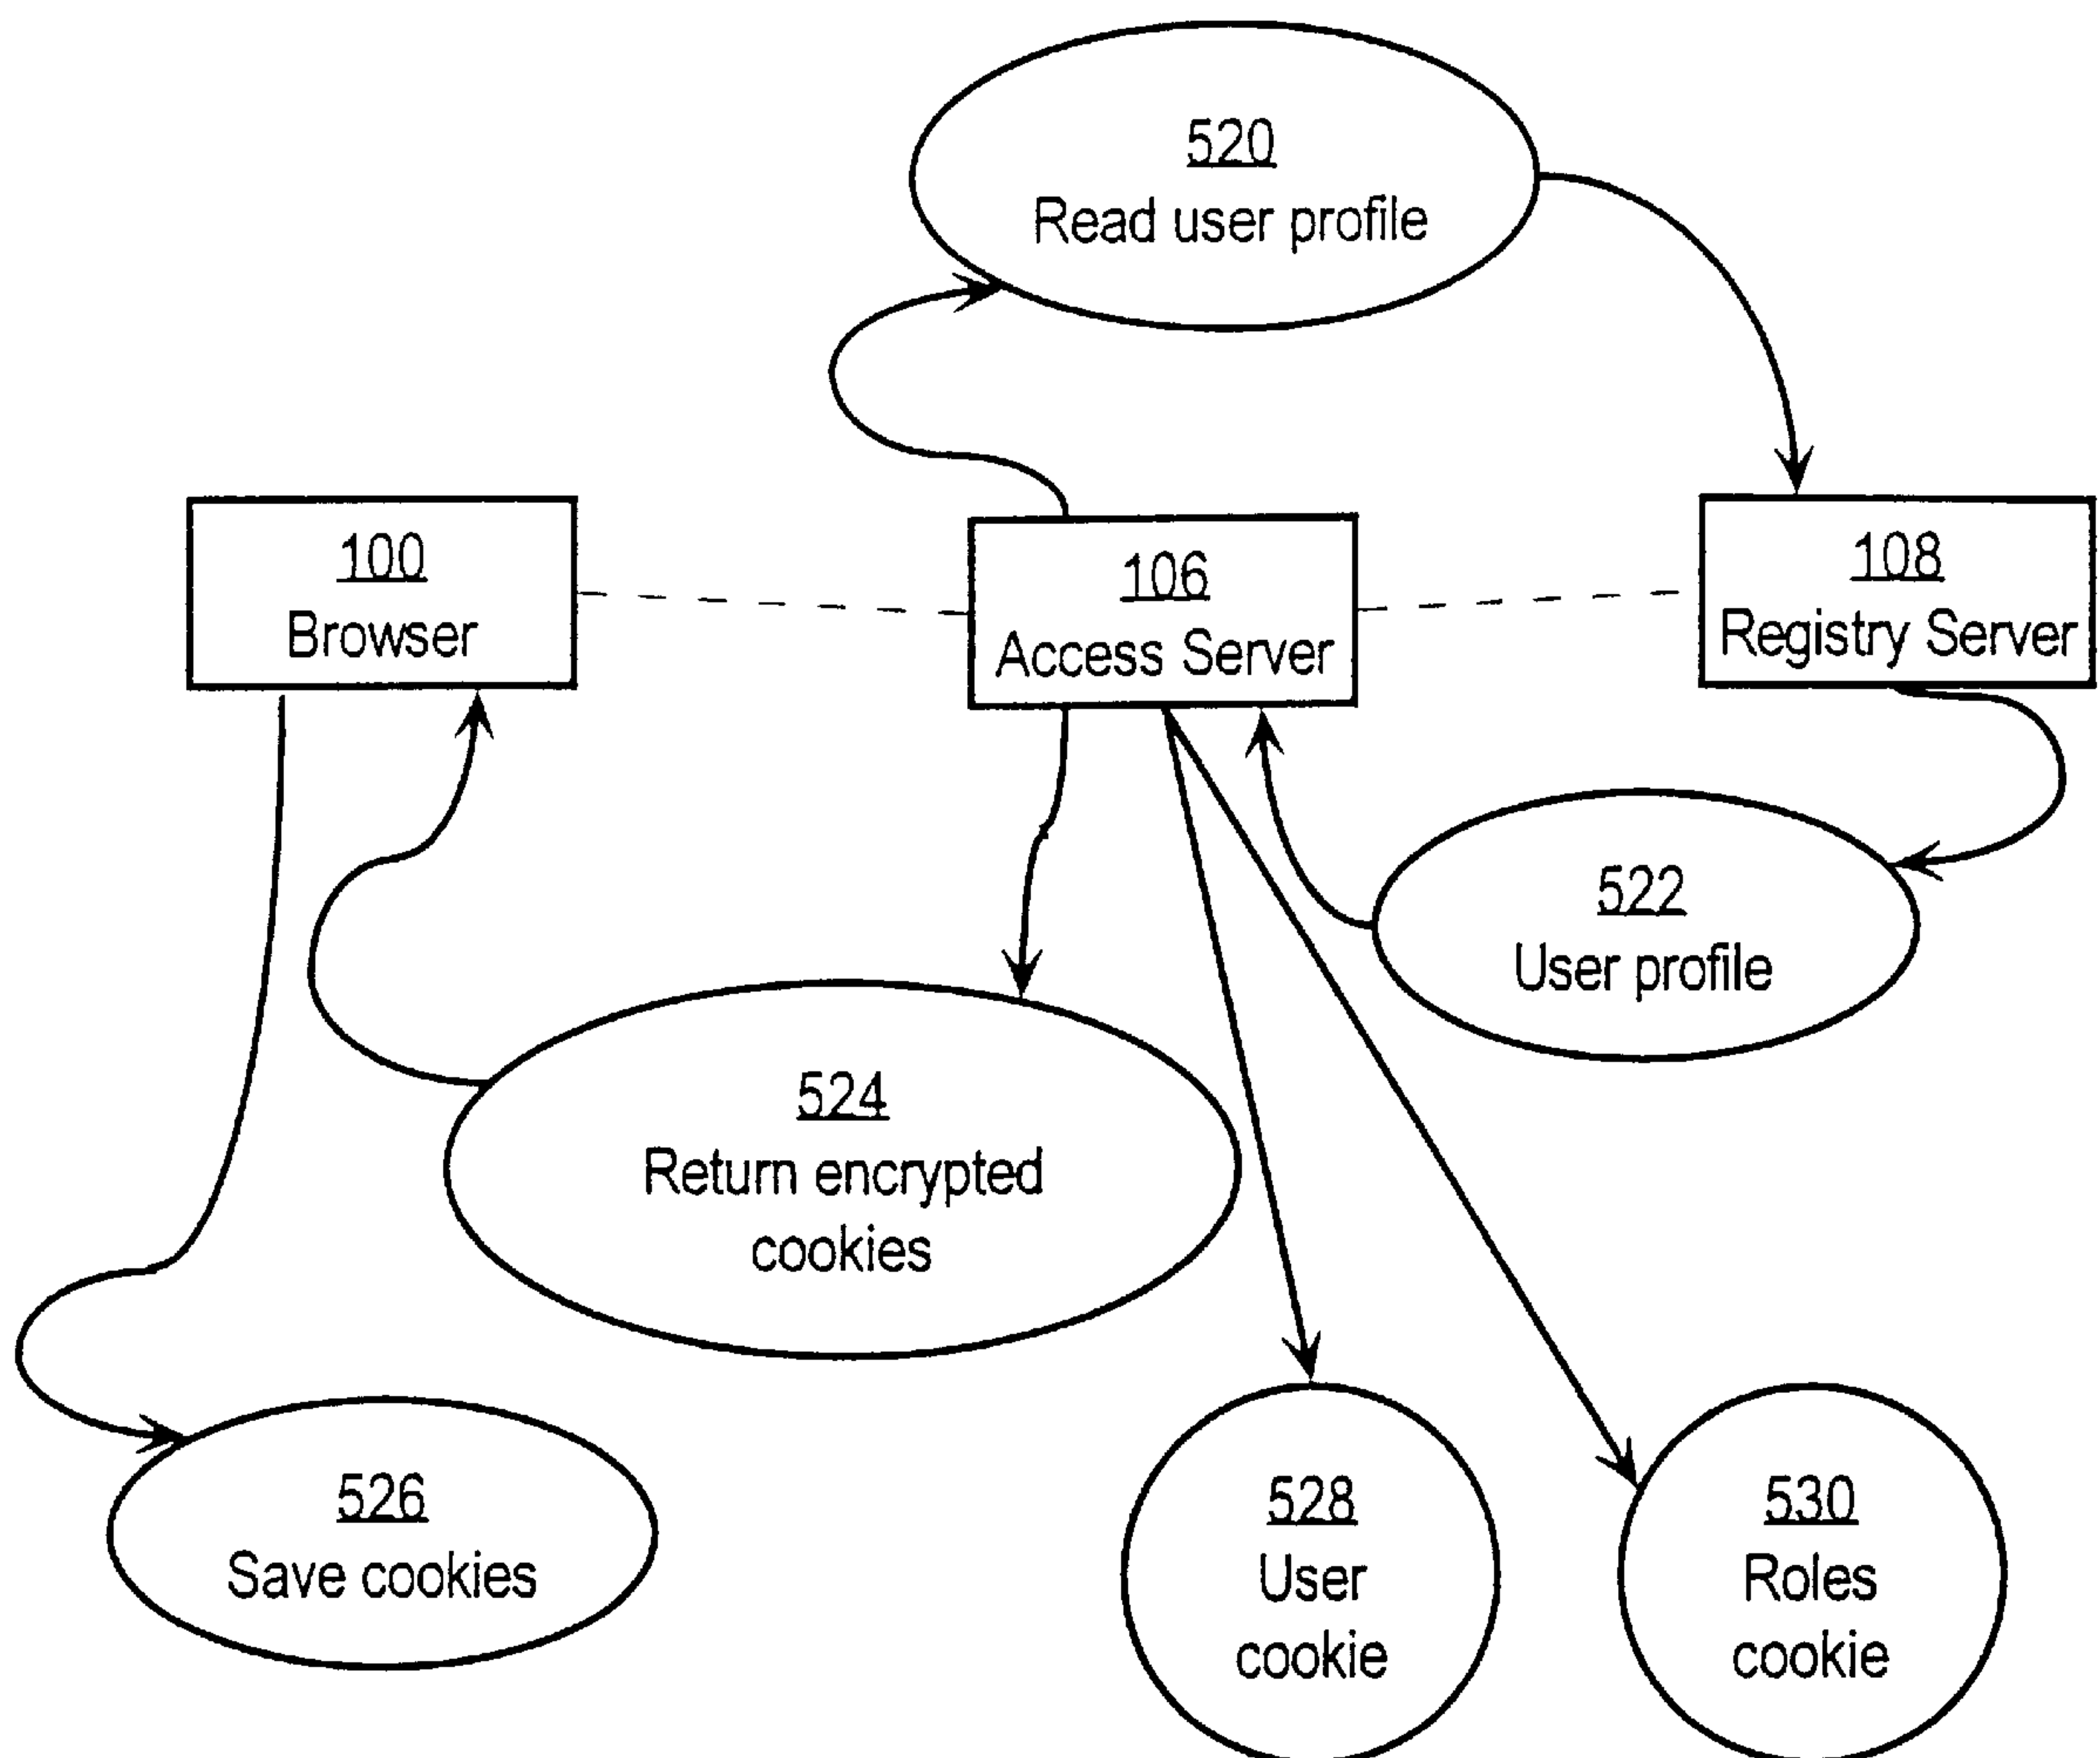 520
Read user profile
100
Browser
106
Access Server
108
Registry Server
522
User profile
524
Return encrypted
cookies
526
Save cookies
528
User
cookie
530
Roles
cookie